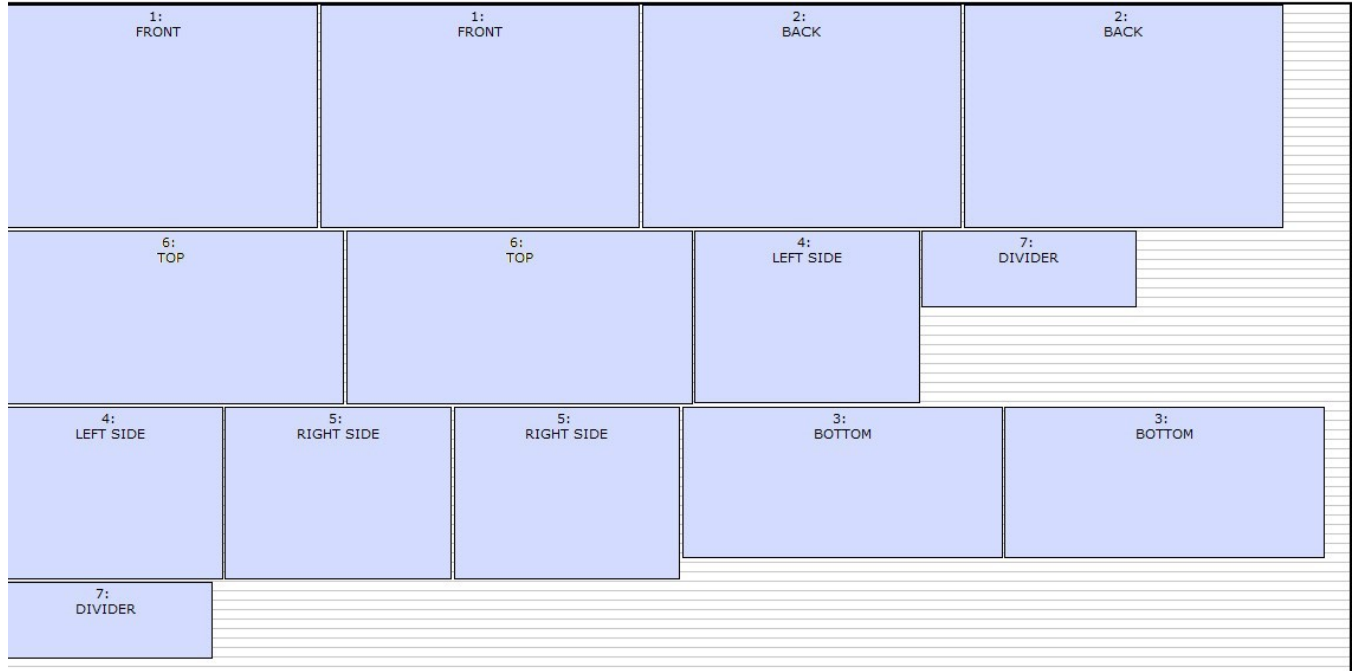 1:
FRONT
1:
FRONT
2:
BACK
2:
BACK
6:
TOP
6:
TOP
4:
LEFT SIDE
7:
DIVIDER
4:
LEFT SIDE
5:
RIGHT SIDE
5:
RIGHT SIDE
3:
BOTTOM
3:
BOTTOM
7:
DIVIDER